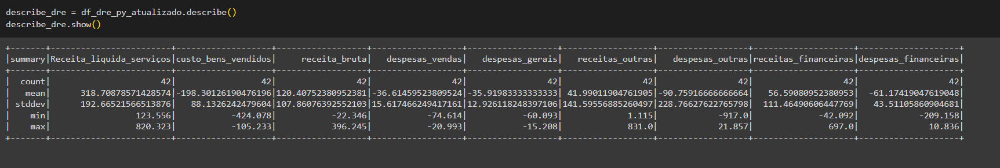 describe_dre = df_dre_py_atualizado.describe()
describe_dre.show()
+-------+----------------------+------------------+------------------+------------------+------------------+------------------+------------------+--------------------+--------------------+
|summary|Receita_liquida_serviços|custo_bens_vendidos| receita_bruta| despesas_vendas| despesas_gerais| receitas_outras| despesas_outras|receitas_financeiras|despesas_financeiras|
+-------+----------------------+------------------+------------------+------------------+------------------+------------------+------------------+--------------------+--------------------+
| count| 42| 42| 42| 42| 42| 42| 42| 42| 42|
| mean| 318.70878571428574|-198.30126190476196|120.40752380952381|-36.61459523809524|-35.91983333333333| 41.99011904761905|-90.75916666666664| 56.59080952380953| -61.17419047619048|
| stddev| 192.66521566513876| 88.1326242479604|107.86076392552103|15.617466249417161|12.926118248397106|141.59556885260497|228.76627622765798| 111.46490606447769| 43.51105860904681|
| min| 123.556| -424.078| -22.346| -74.614| -60.093| 1.115| -917.0| -42.092| -209.158|
| max| 820.323| -105.233| 396.245| -20.993| -15.208| 831.0| 21.857| 697.0| 10.836|
+-------+----------------------+------------------+------------------+------------------+------------------+------------------+------------------+--------------------+--------------------+